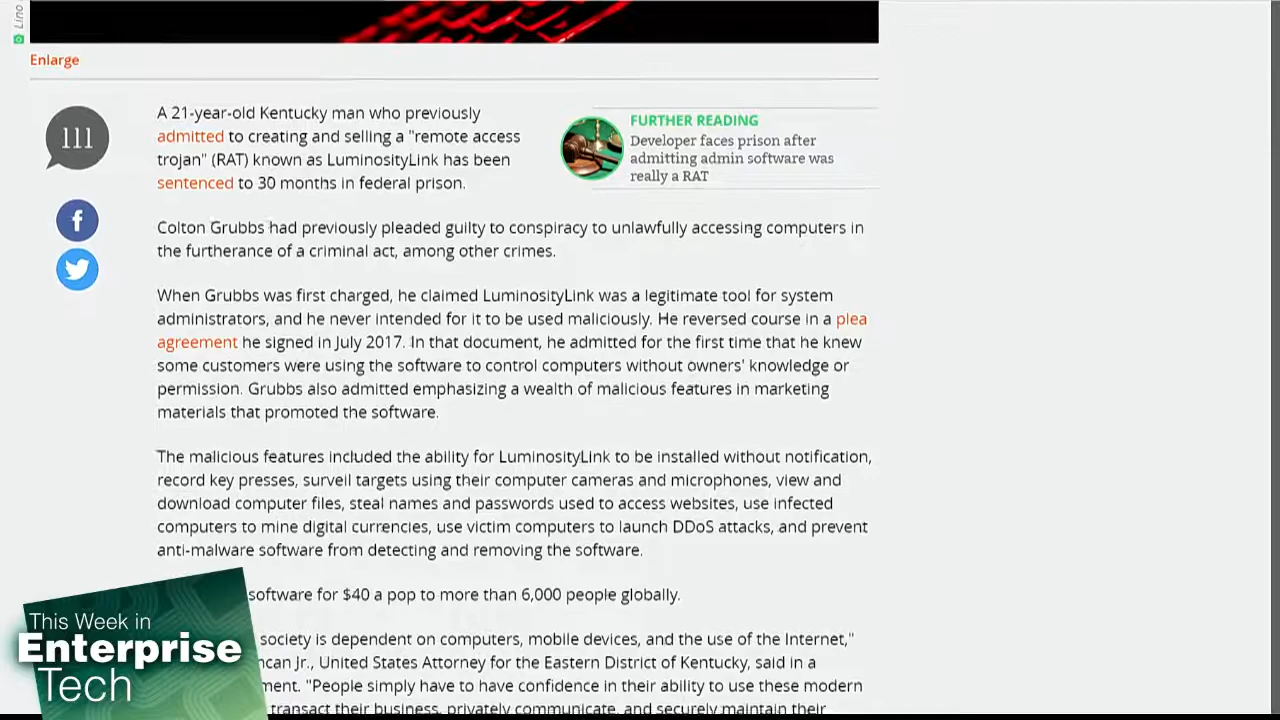 Lino
Enlarge
111
A 21-year-old Kentucky man who previously
admitted to creating and selling a "remote access
trojan" (RAT) known as LuminosityLink has been
sentenced to 30 months in federal prison.
FURTHER READING
Developer faces prison after
admitting admin software was
really a RAT
Colton Grubbs had previously pleaded guilty to conspiracy to unlawfully accessing computers in
the furtherance of a criminal act, among other crimes.
When Grubbs was first charged, he claimed LuminosityLink was a legitimate tool for system
administrators, and he never intended for it to be used maliciously. He reversed course in a plea
agreement he signed in July 2017. In that document, he admitted for the first time that he knew
some customers were using the software to control computers without owners' knowledge or
permission. Grubbs also admitted emphasizing a wealth of malicious features in marketing
materials that promoted the software.
The malicious features included the ability for LuminosityLink to be installed without notification,
record key presses, surveil targets using their computer cameras and microphones, view and
download computer files, steal names and passwords used to access websites, use infected
computers to mine digital currencies, use victim computers to launch DDoS attacks, and prevent
anti-malware software from detecting and removing the software.
software for $40 a pop to more than 6,000 people globally.
society is dependent on computers, mobile devices, and the use of the Internet,"
ncan Jr., United States Attorney for the Eastern District of Kentucky, said in a
ment. "People simply have to have confidence in their ability to use these modern
transact their business, privately communicate, and securely maintain their
This Week in
Enterprise
Tech